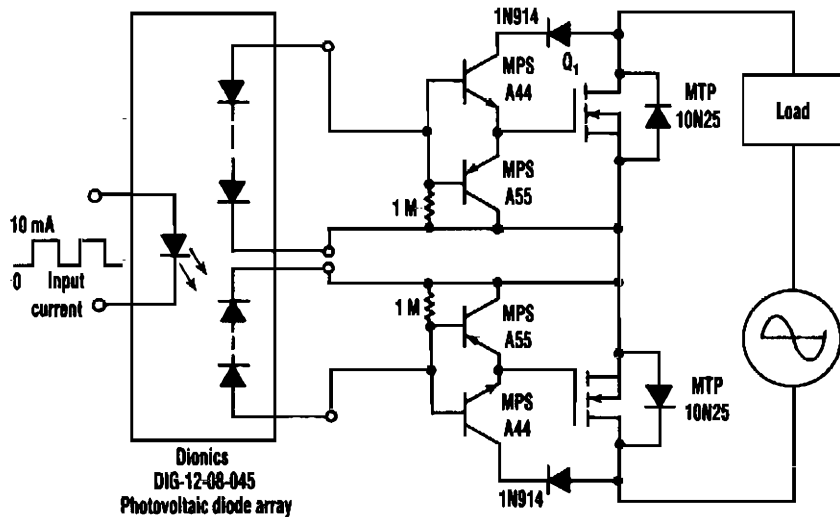 1N914
Q1
MPS
A44
MTP
10N25
Load
MPS
A55
1 M
10 mA
0
Input
current
1 M
MPS
A55
MPS
A44
MTP
10N25
1N914
Dionics
DIG-12-08-045
Photovoltaic diode array